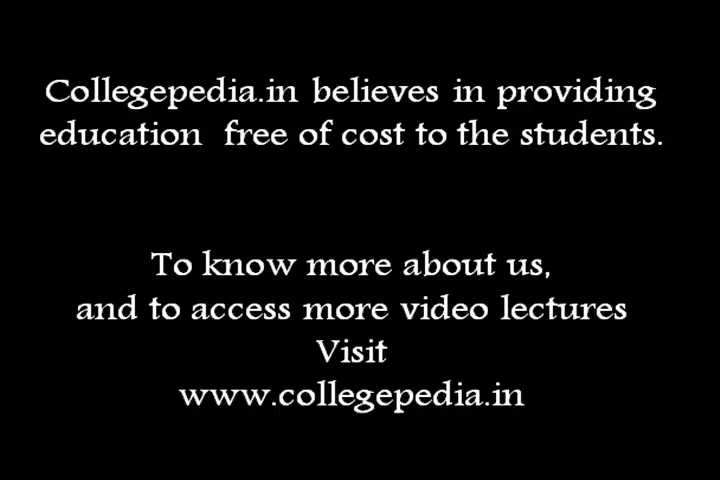 Collegepedia.in believes in providing
education free of cost to the students.
To know more about us,
and to access more video lectures
Visit
www.collegepedia.in